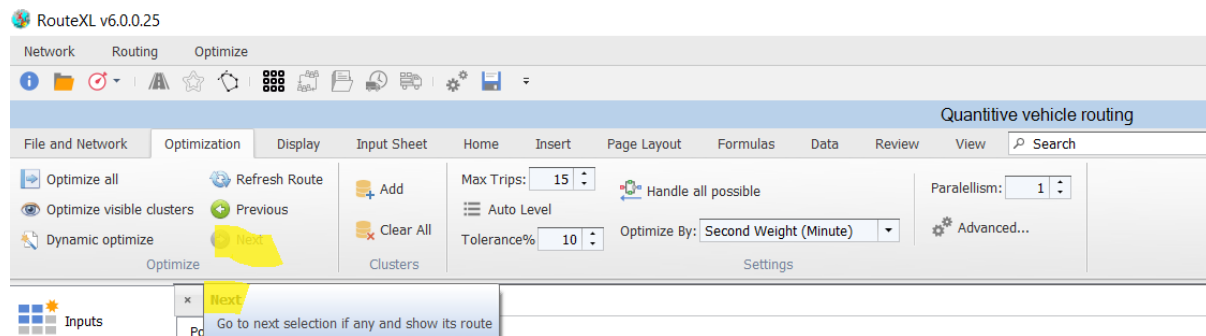 RouteXL v6.0.0.25
Network Routing Optimize
Quantitive vehicle routing
File and Network Optimization Display Input Sheet Home Insert Page Layout Formulas Data Review View Search
Optimize all Refresh Route Add Max Trips: 15 Handle all possible Paralellism: 1
Optimize visible clusters Previous Auto Level
Dynamic optimize Next Clear All Tolerance% 10 Optimize By: Second Weight (Minute) Advanced...
Optimize Clusters Settings
Next
Inputs Go to next selection if any and show its route